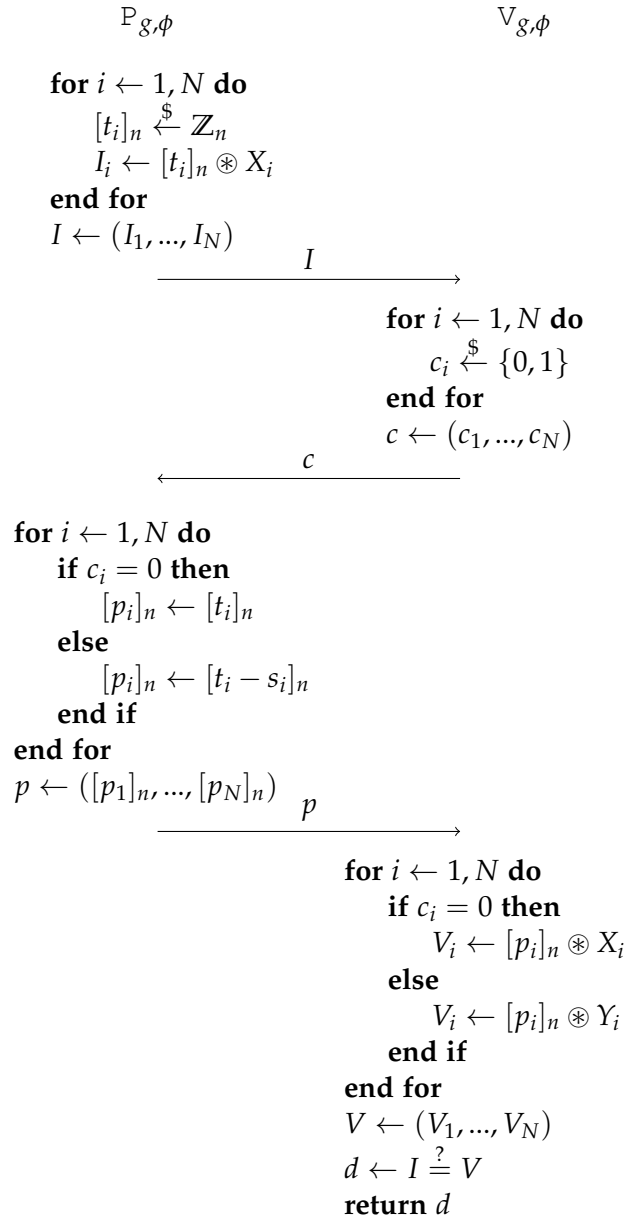 P_{g,ϕ} V_{g,ϕ}
for i ← 1, N do
[t_i]_n ←^$ ℤ_n
I_i ← [t_i]_n ⊛ X_i
end for
I ← (I_1, ..., I_N)
I
for i ← 1, N do
c_i ←^$ {0, 1}
end for
c ← (c_1, ..., c_N)
c
for i ← 1, N do
if c_i = 0 then
[p_i]_n ← [t_i]_n
else
[p_i]_n ← [t_i − s_i]_n
end if
end for
p ← ([p_1]_n, ..., [p_N]_n)
p
for i ← 1, N do
if c_i = 0 then
V_i ← [p_i]_n ⊛ X_i
else
V_i ← [p_i]_n ⊛ Y_i
end if
end for
V ← (V_1, ..., V_N)
d ← I ≟ V
return d